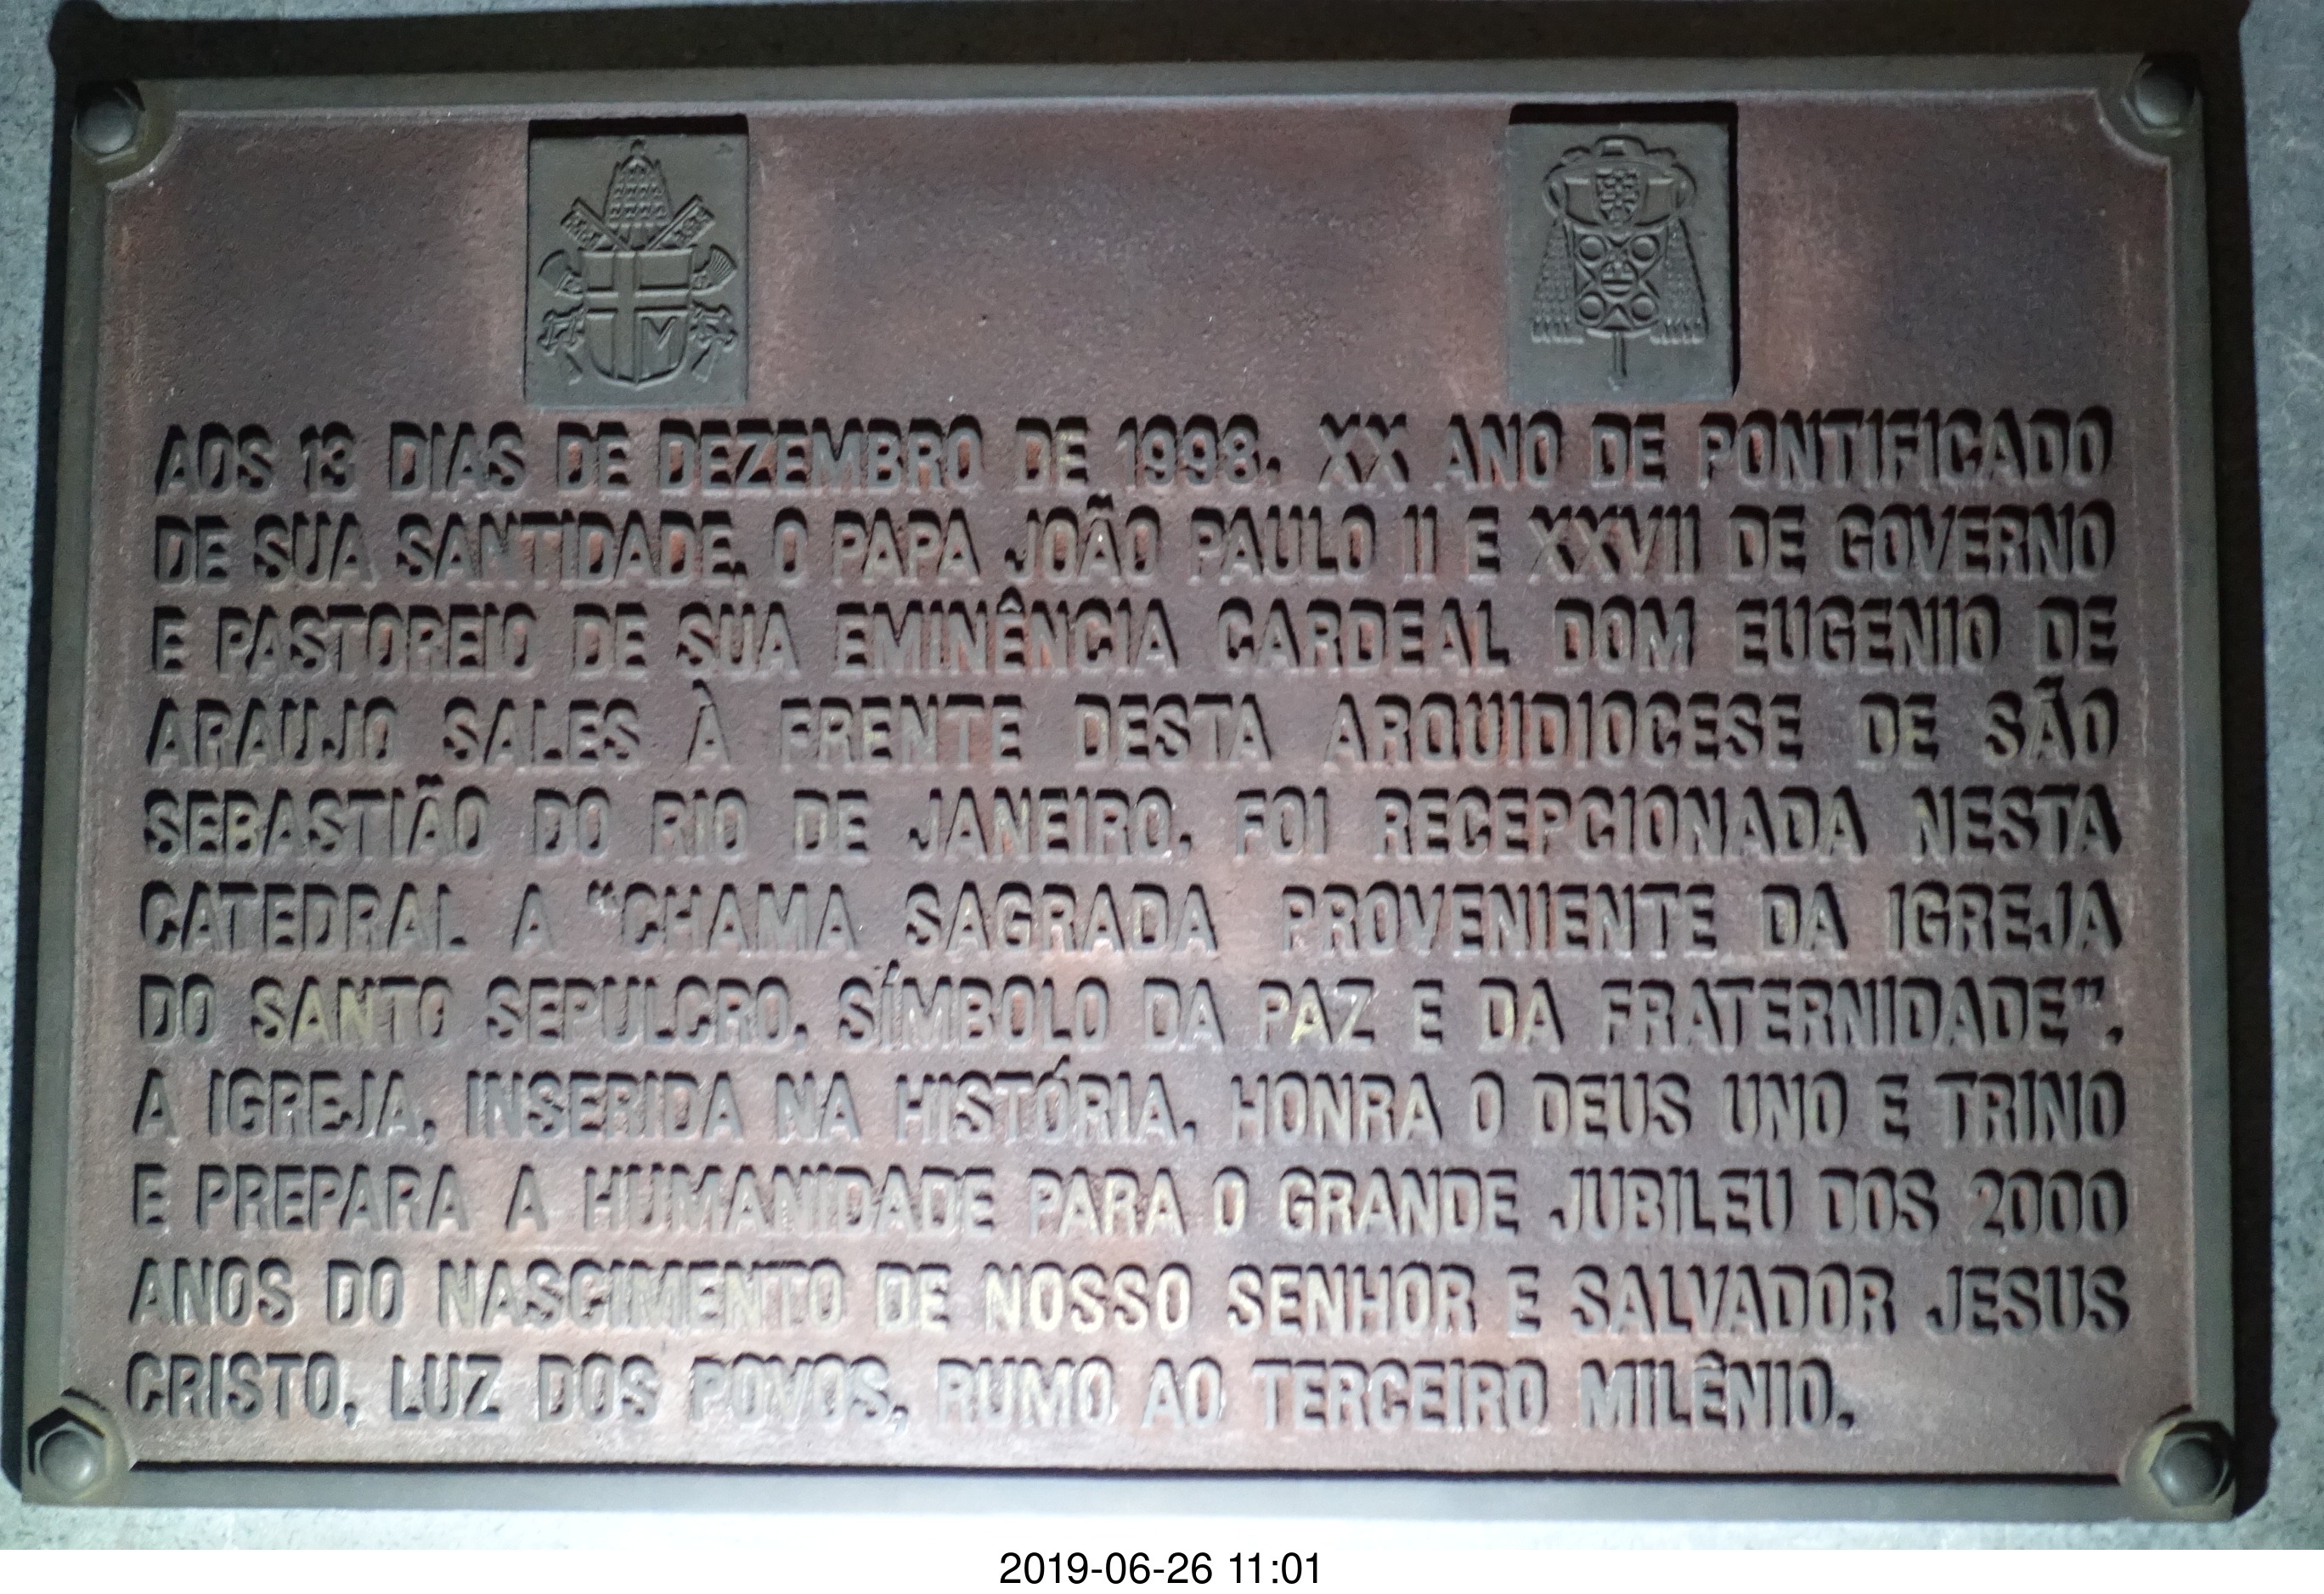 AOS 13 DIAS DE DEZEMBRO DE 1998, XX ANO DE PONTIFICADO
DE SUA SANTIDADE, O PAPA JOÃO PAULO II E XXVII DE GOVERNO
E PASTOREIO DE SUA EMINÊNCIA CARDEAL DOM EUGENIO DE
ARAUJO SALES À FRENTE DESTA ARQUIDIOCESE DE SÃO
SEBASTIÃO DO RIO DE JANEIRO, FOI RECEPCIONADA NESTA
CATEDRAL A "CHAMA SAGRADA PROVENIENTE DA IGREJA
DO SANTO SEPULCRO, SÍMBOLO DA PAZ E DA FRATERNIDADE".
A IGREJA, INSERIDA NA HISTÓRIA, HONRA O DEUS UNO E TRINO
E PREPARA A HUMANIDADE PARA O GRANDE JUBILEU DOS 2000
ANOS DO NASCIMENTO DE NOSSO SENHOR E SALVADOR JESUS
CRISTO, LUZ DOS POVOS, RUMO AO TERCEIRO MILÊNIO.
2019-06-26 11:01